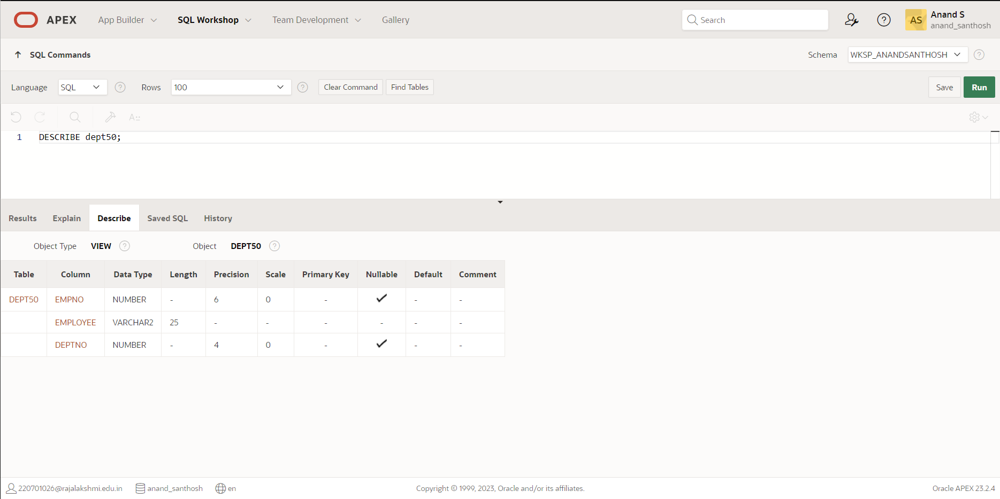 APEX App Builder SQL Workshop Team Development Gallery Search AS Anand S
anand_santhosh
SQL Commands Schema WKSP_ANANDSANTHOSH ?
Language SQL ? Rows 100 ? Clear Command Find Tables Save Run
A::
1 DESCRIBE dept50;
Results Explain Describe Saved SQL History
Object Type VIEW ? Object DEPT50 ?
Table Column Data Type Length Precision Scale Primary Key Nullable Default Comment
DEPT50 EMPNO NUMBER - 6 0 - ✓ - -
EMPLOYEE VARCHAR2 25 - - - - - -
DEPTNO NUMBER - 4 0 - ✓ - -
220701026@rajalakshmi.edu.in anand_santhosh en Copyright © 1999, 2023, Oracle and/or its affiliates. Oracle APEX 23.2.4